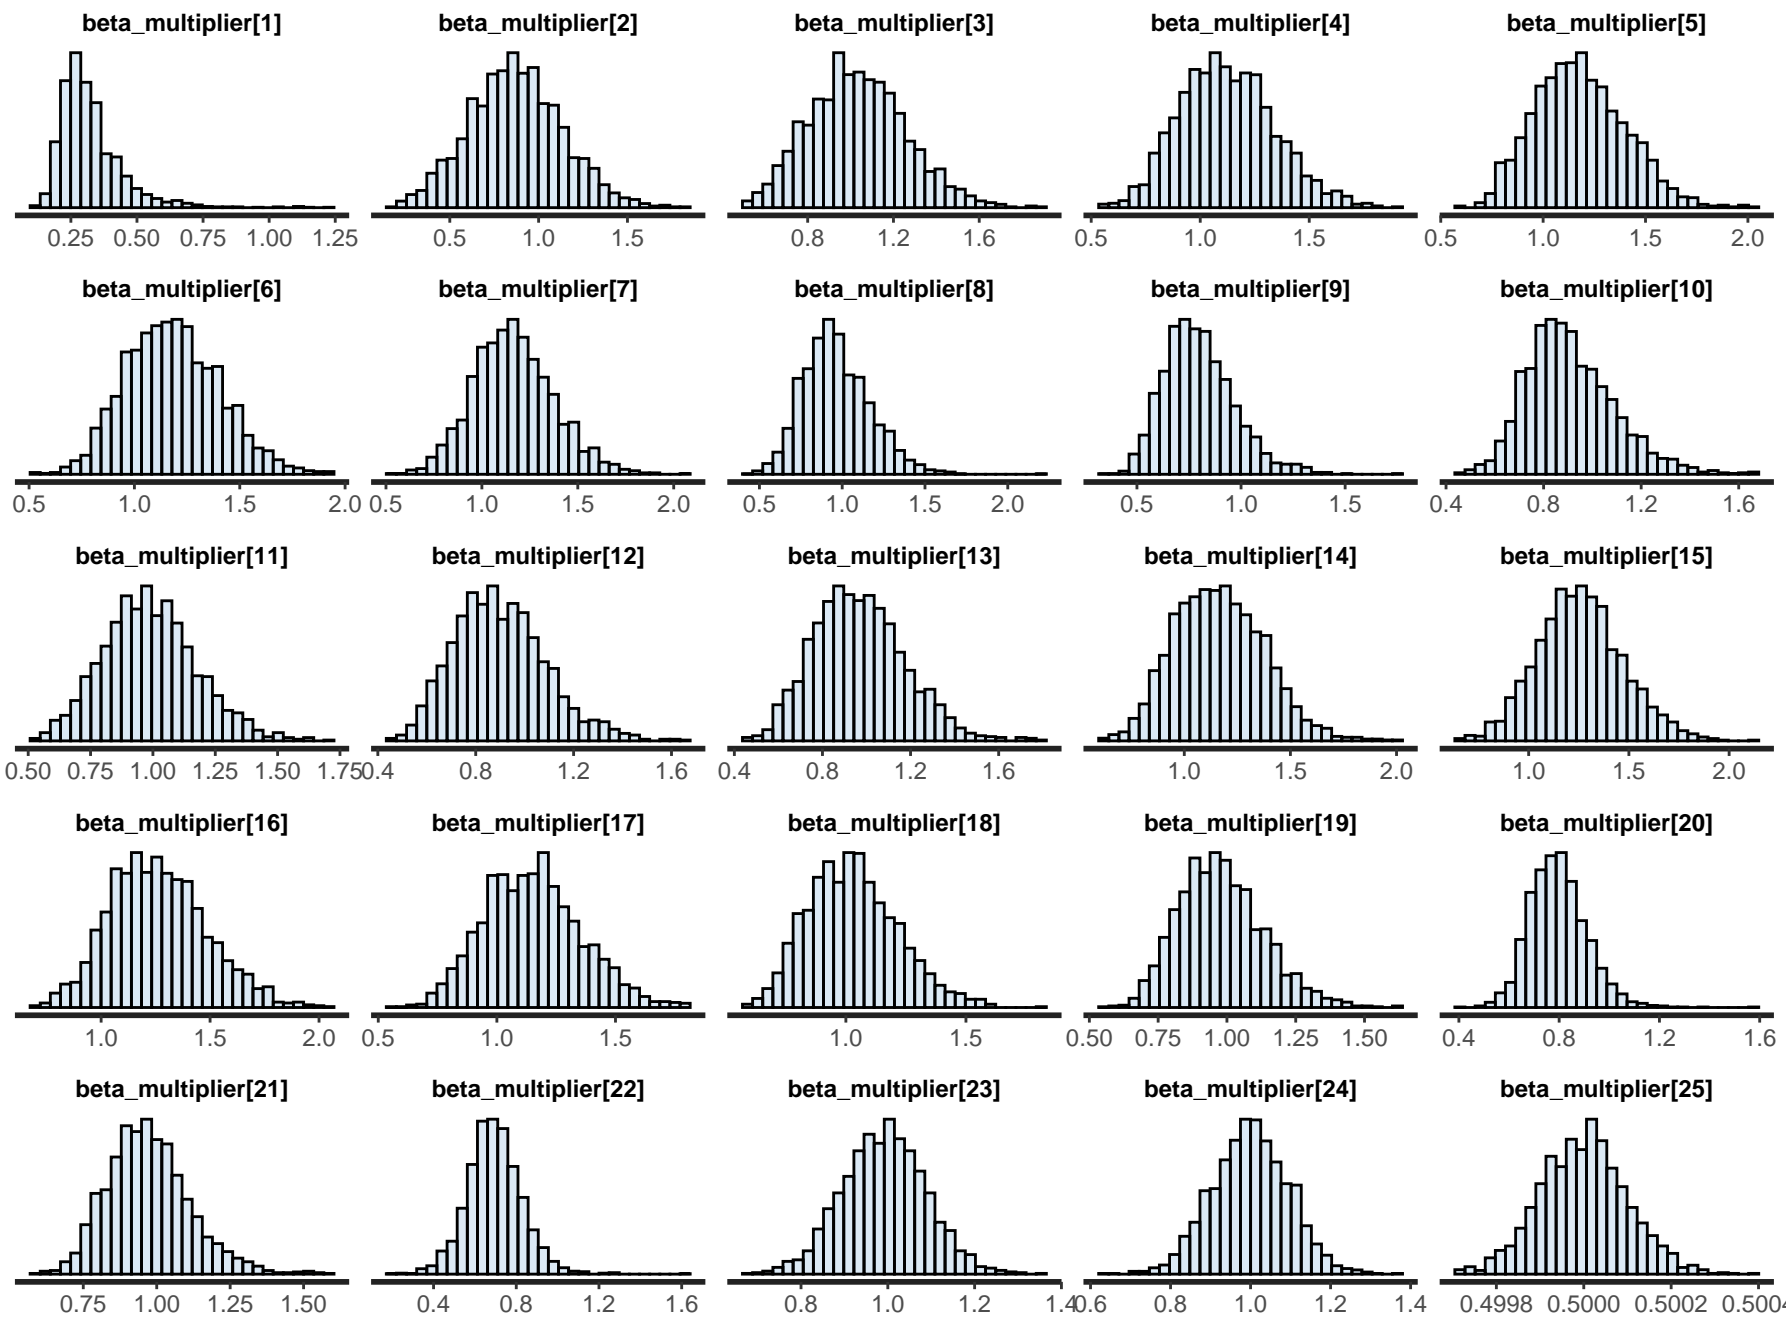 beta_multiplier[1] beta_multiplier[2] beta_multiplier[3] beta_multiplier[4] beta_multiplier[5]
0.25 0.50 0.75 1.00 1.25 0.5 1.0 1.5 0.8 1.2 1.6 0.5 1.0 1.5 0.5 1.0 1.5 2.0
beta_multiplier[6] beta_multiplier[7] beta_multiplier[8] beta_multiplier[9] beta_multiplier[10]
0.5 1.0 1.5 2.0 0.5 1.0 1.5 2.0 0.5 1.0 1.5 2.0 0.5 1.0 1.5 0.4 0.8 1.2 1.6
beta_multiplier[11] beta_multiplier[12] beta_multiplier[13] beta_multiplier[14] beta_multiplier[15]
0.50 0.75 1.00 1.25 1.50 1.75 0.4 0.8 1.2 1.6 0.4 0.8 1.2 1.6 1.0 1.5 2.0 1.0 1.5 2.0
beta_multiplier[16] beta_multiplier[17] beta_multiplier[18] beta_multiplier[19] beta_multiplier[20]
1.0 1.5 2.0 0.5 1.0 1.5 1.0 1.5 0.50 0.75 1.00 1.25 1.50 0.4 0.8 1.2 1.6
beta_multiplier[21] beta_multiplier[22] beta_multiplier[23] beta_multiplier[24] beta_multiplier[25]
0.75 1.00 1.25 1.50 0.4 0.8 1.2 1.6 0.8 1.0 1.2 1.4 0.6 0.8 1.0 1.2 1.4 0.4998 0.5000 0.5002 0.5004